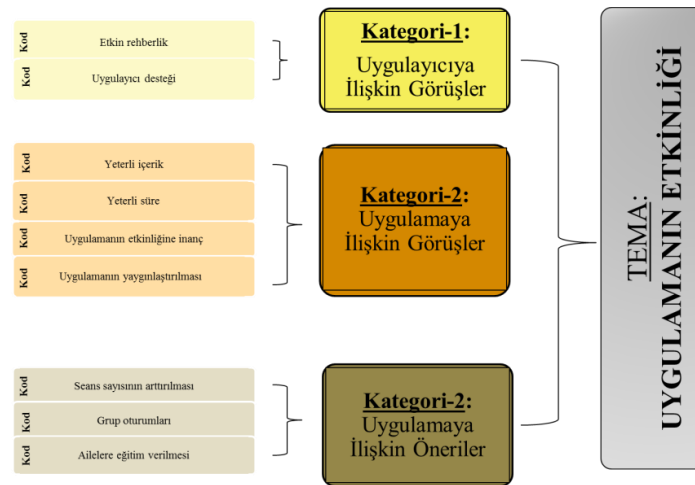 Kod
Etkin rehberlik
Kod
Uygulayıcı desteği
Kategori-1:
Uygulayıcıya
İlişkin Görüşler
Kod
Yeterli içerik
Kod
Yeterli süre
Kod
Uygulamanın etkinliğine inanç
Kod
Uygulamanın yaygınlaştırılması
Kategori-2:
Uygulamaya
İlişkin Görüşler
Kod
Seans sayısının arttırılması
Kod
Grup oturumları
Kod
Ailelere eğitim verilmesi
Kategori-2:
Uygulamaya
İlişkin Öneriler
TEMA:
UYGULAMANIN ETKİNLİĞİ